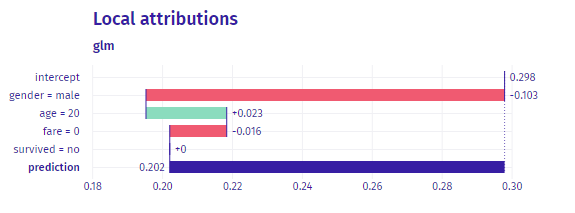 Local attributions
glm
intercept 0.298
gender = male -0.103
age = 20 +0.023
fare = 0 -0.016
survived = no +0
prediction 0.202
0.18 0.20 0.22 0.24 0.26 0.28 0.30